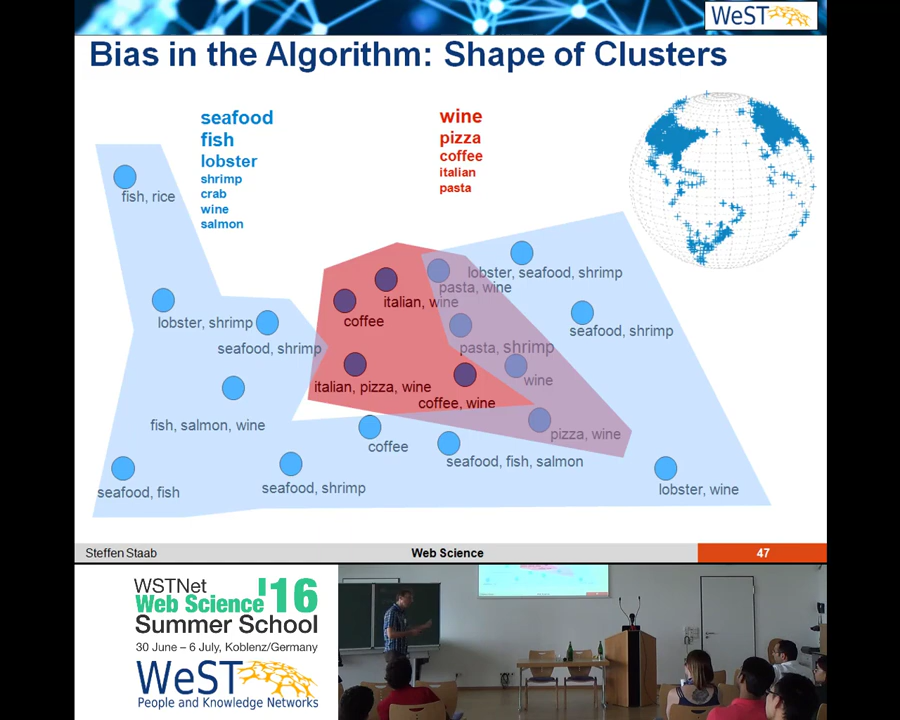 WeST
Bias in the Algorithm: Shape of Clusters
seafood
fish
lobster
shrimp
crab
wine
salmon
wine
pizza
coffee
italian
pasta
fish, rice
lobster, seafood, shrimp
pasta, wine
italian, wine
lobster, shrimp
coffee
seafood, shrimp
seafood, shrimp
pasta, shrimp
wine
italian, pizza, wine
coffee, wine
fish, salmon, wine
pizza, wine
coffee
seafood, fish, salmon
seafood, fish
seafood, shrimp
lobster, wine
Steffen Staab
Web Science
47
WSTNet
Web Science '16
Summer School
30 June – 6 July, Koblenz/Germany
WeST
People and Knowledge Networks